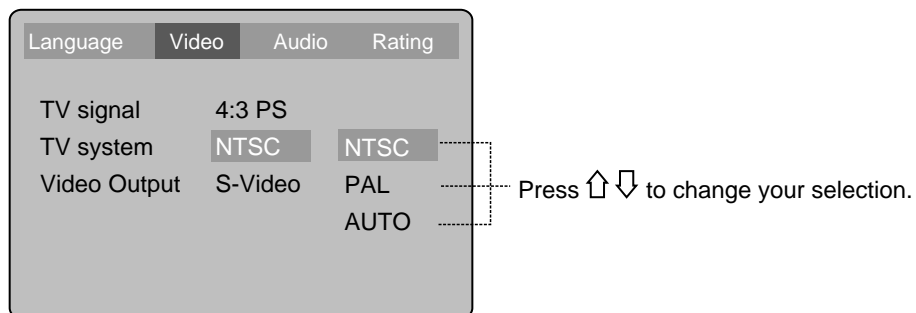 Language Video Audio Rating
TV signal 4:3 PS
TV system NTSC NTSC
Video Output S-Video PAL
AUTO
Press ⇧ ⇩ to change your selection.